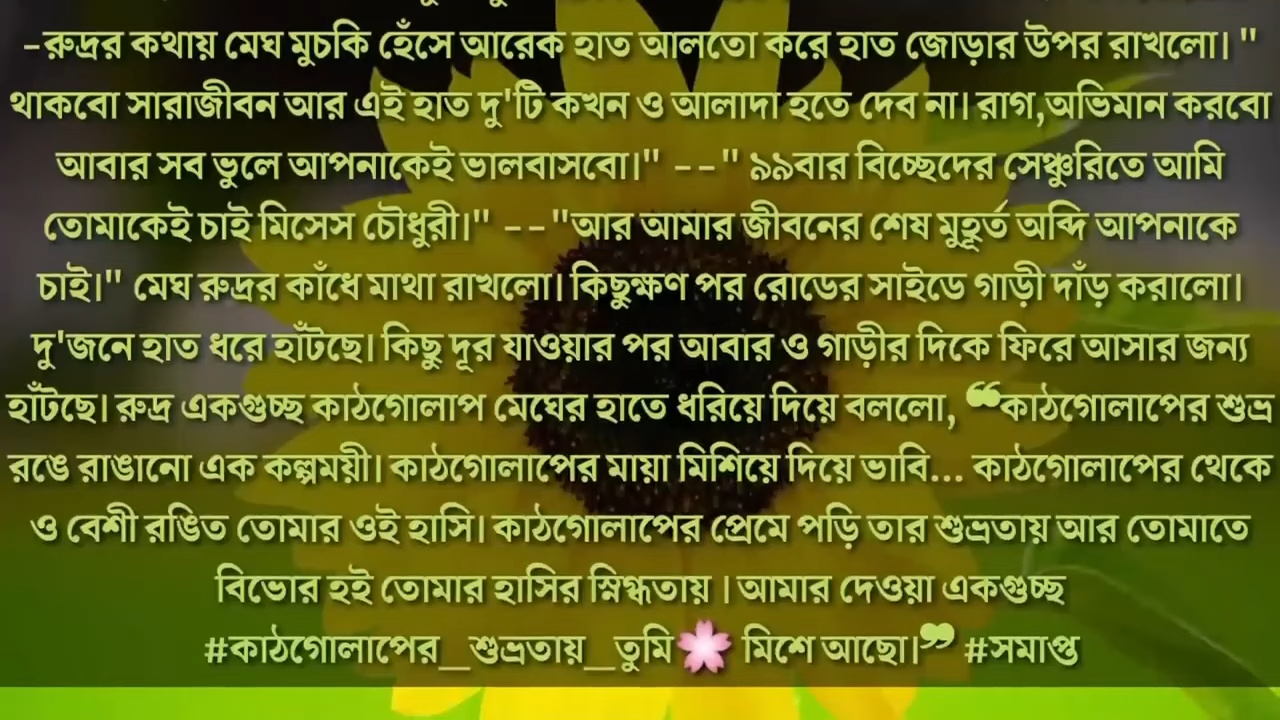 -রুদ্রর কথায় মেঘ মুচকি হেঁসে আরেক হাত আলতো করে হাত জোড়ার উপর রাখলো। "
থাকবো সারাজীবন আর এই হাত দু'টি কখন ও আলাদা হতে দেব না। রাগ,অভিমান করবো
আবার সব ভুলে আপনাকেই ভালবাসবো।" --" ৯৯বার বিচ্ছেদের সেঞ্চুরিতে আমি
তোমাকেই চাই মিসেস চৌধুরী।" --"আর আমার জীবনের শেষ মুহূর্ত অব্দি আপনাকে
চাই।" মেঘ রুদ্রর কাঁধে মাথা রাখলো। কিছুক্ষণ পর রোডের সাইডে গাড়ী দাঁড় করালো।
দু'জনে হাত ধরে হাঁটছে। কিছু দূর যাওয়ার পর আবার ও গাড়ীর দিকে ফিরে আসার জন্য
হাঁটছে। রুদ্র একগুচ্ছ কাঠগোলাপ মেঘের হাতে ধরিয়ে দিয়ে বললো, ❝কাঠগোলাপের শুভ্র
রঙে রাঙানো এক কল্পময়ী। কাঠগোলাপের মায়া মিশিয়ে দিয়ে ভাবি... কাঠগোলাপের থেকে
ও বেশী রঙিত তোমার ওই হাসি। কাঠগোলাপের প্রেমে পড়ি তার শুভ্রতায় আর তোমাতে
বিভোর হই তোমার হাসির স্নিগ্ধতায় । আমার দেওয়া একগুচ্ছ
#কাঠগোলাপের_শুভ্রতায়_তুমি🌸 মিশে আছো।❞ #সমাপ্ত